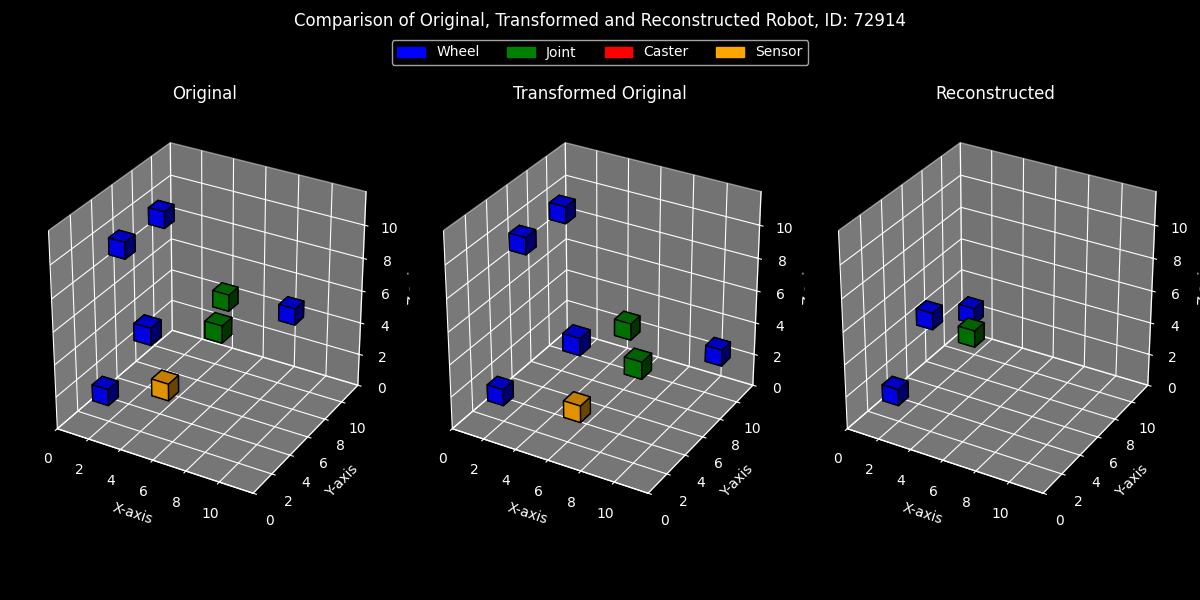 Comparison of Original, Transformed and Reconstructed Robot, ID: 72914
Wheel Joint Caster Sensor
Original Transformed Original Reconstructed
10 10 10
8 8 8
6 6 6
4 4 4
2 2 2
0 0 0
10 10 10
8 8 8
6 6 6
4 4 4
2 2 2
0 0 0
0 2 4 6 8 10 0 2 4 6 8 10 0 2 4 6 8 10
X-axis Y-axis X-axis Y-axis X-axis Y-axis